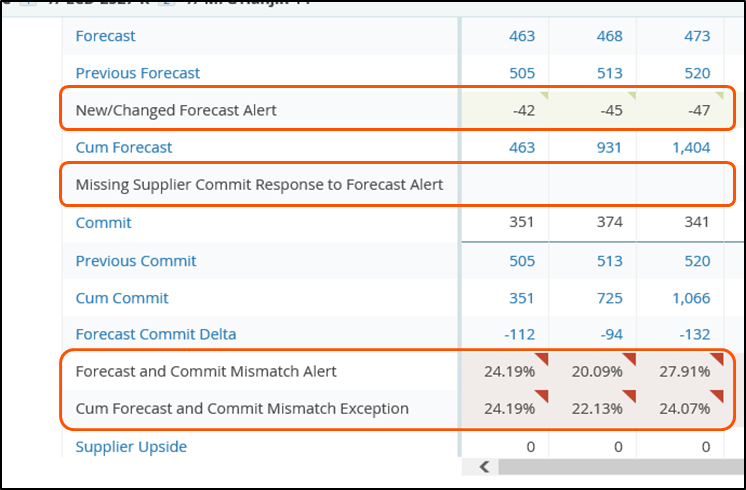 Forecast 463 468 473
Previous Forecast 505 513 520
New/Changed Forecast Alert -42 -45 -47
Cum Forecast 463 931 1,404
Missing Supplier Commit Response to Forecast Alert
Commit 351 374 341
Previous Commit 505 513 520
Cum Commit 351 725 1,066
Forecast Commit Delta -112 -94 -132
Forecast and Commit Mismatch Alert 24.19% 20.09% 27.91%
Cum Forecast and Commit Mismatch Exception 24.19% 22.13% 24.07%
Supplier Upside 0 0 0